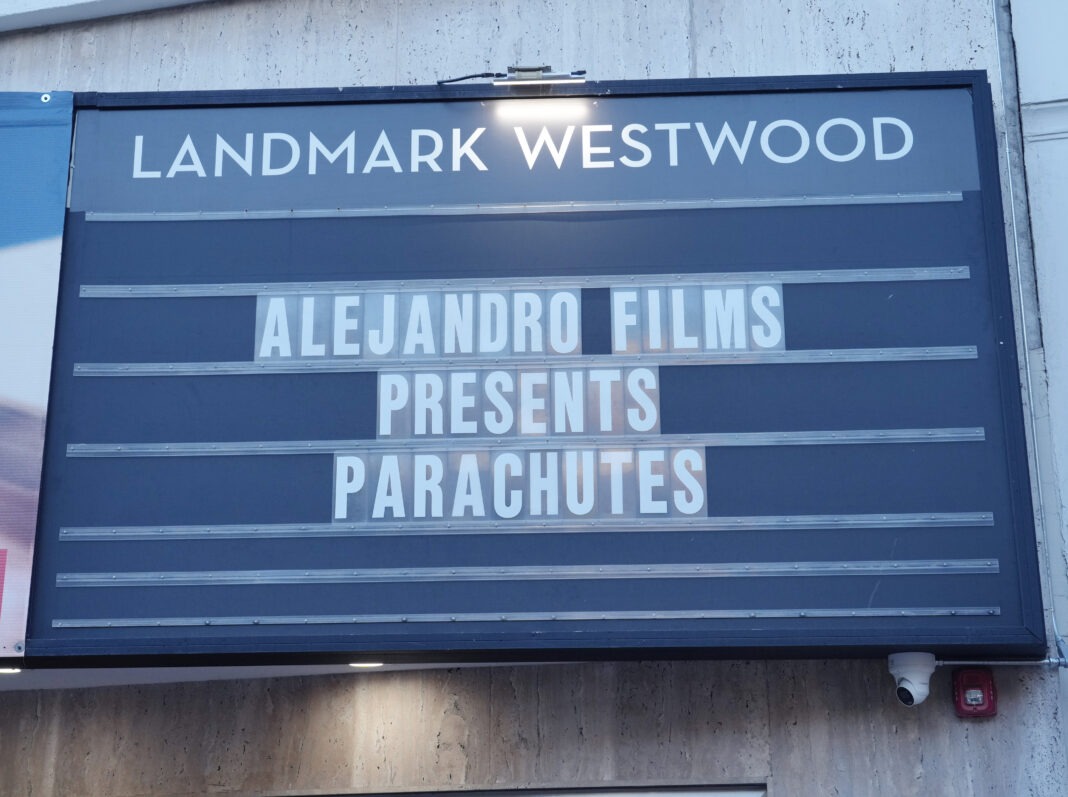 LANDMARK WESTWOOD
ALEJANDRO FILMS
PRESENTS
PARACHUTES